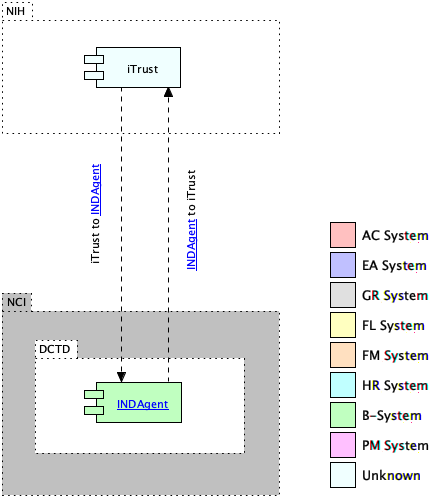 NIH
iTrust
iTrust to INDAgent
INDAgent to iTrust
NCI
DCTD
INDAgent
AC System
EA System
GR System
FL System
FM System
HR System
B-System
PM System
Unknown